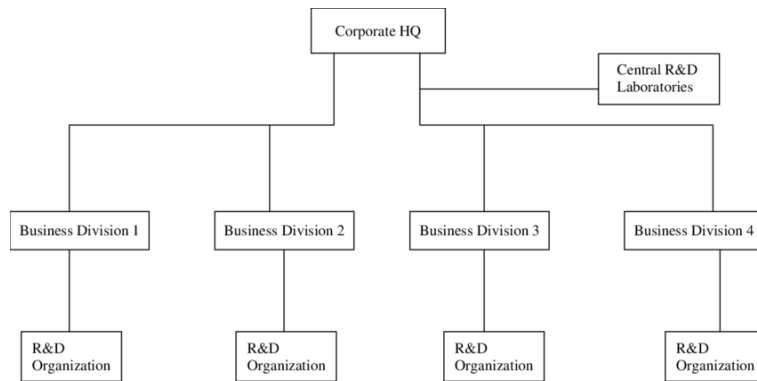 Corporate HQ
Central R&D
Laboratories
Business Division 1
Business Division 2
Business Division 3
Business Division 4
R&D
Organization
R&D
Organization
R&D
Organization
R&D
Organization